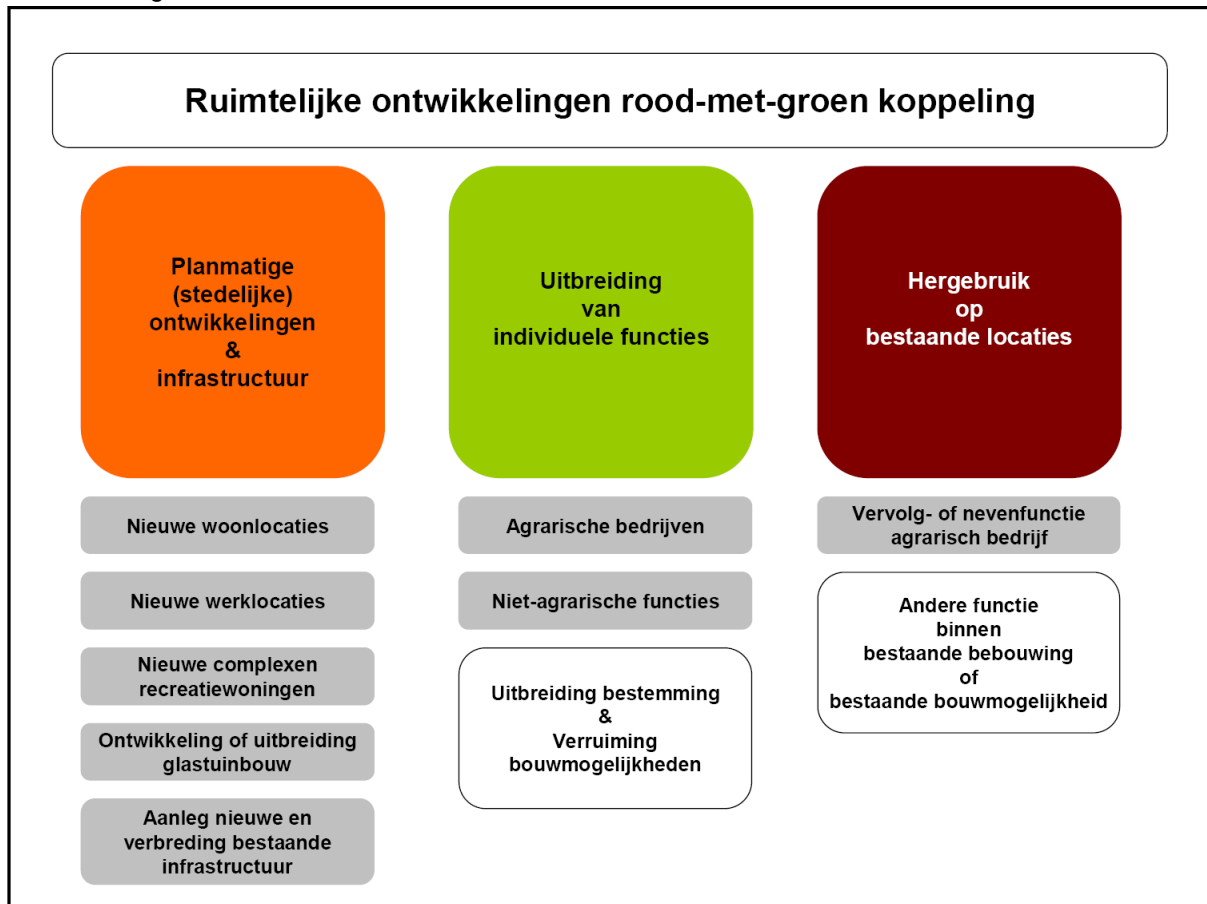 Ruimtelijke ontwikkelingen rood-met-groen koppeling
Planmatige
(stedelijke)
ontwikkelingen
&
infrastructuur
Nieuwe woonlocaties
Nieuwe werklocaties
Nieuwe complexen
recreatiewoningen
Ontwikkeling of uitbreiding
glastuinbouw
Aanleg nieuwe en
verbreding bestaande
infrastructuur
Uitbreiding
van
individuele functies
Agrarische bedrijven
Niet-agrarische functies
Uitbreiding bestemming
&
Verruiming
bouwmogelijkheden
Hergebruik
op
bestaande locaties
Vervolg- of nevenfunctie
agrarisch bedrijf
Andere functie
binnen
bestaande bebouwing
of
bestaande bouwmogelijkheid